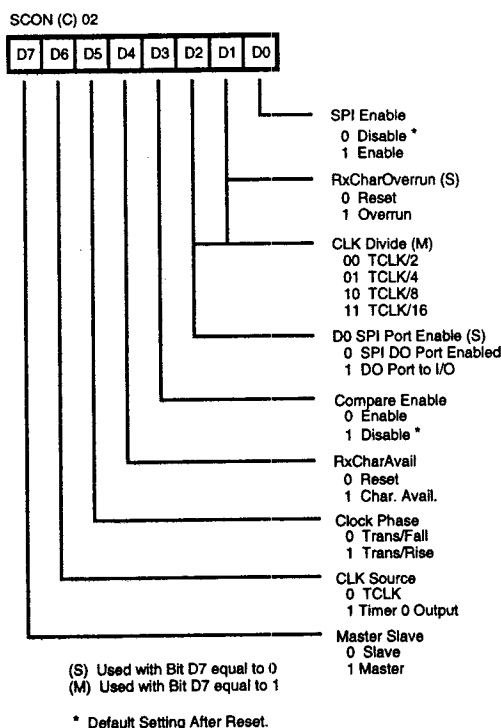 SCON (C) 02
D7 D6 D5 D4 D3 D2 D1 D0
SPI Enable
0 Disable *
1 Enable
RxCharOverrun (S)
0 Reset
1 Overrun
CLK Divide (M)
00 TCLK/2
01 TCLK/4
10 TCLK/8
11 TCLK/16
D0 SPI Port Enable (S)
0 SPI DO Port Enabled
1 DO Port to I/O
Compare Enable
0 Enable
1 Disable *
RxCharAvail
0 Reset
1 Char. Avail.
Clock Phase
0 Trans/Fall
1 Trans/Rise
CLK Source
0 TCLK
1 Timer 0 Output
Master Slave
0 Slave
1 Master
(S) Used with Bit D7 equal to 0
(M) Used with Bit D7 equal to 1
* Default Setting After Reset.